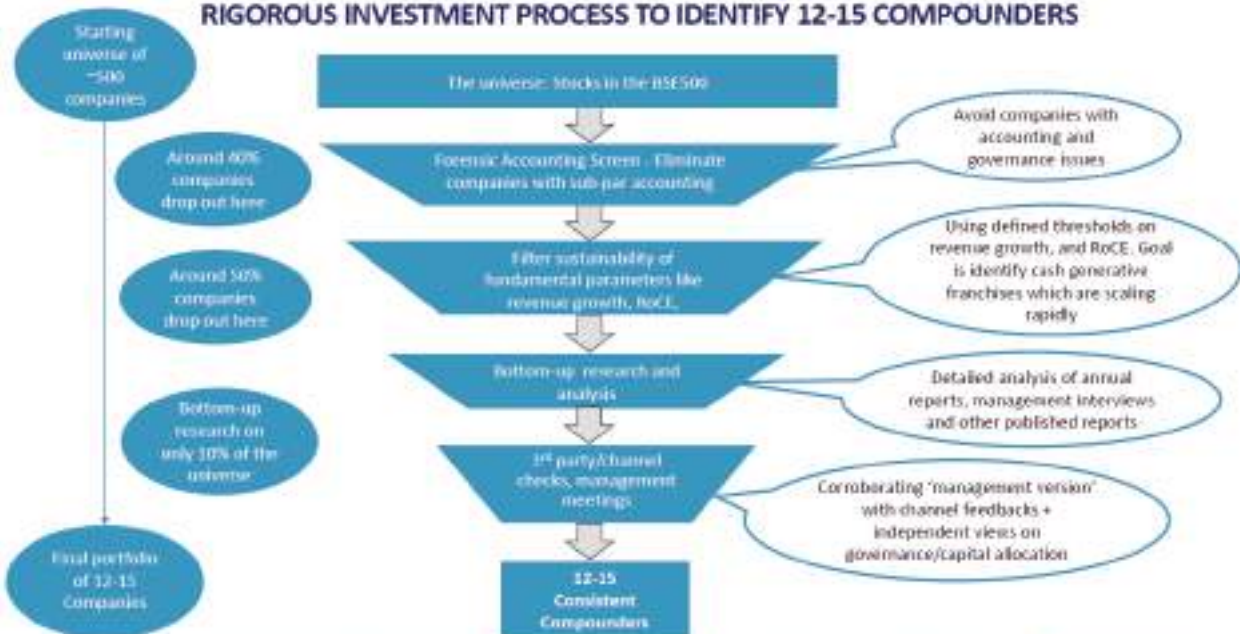 RIGOROUS INVESTMENT PROCESS TO IDENTIFY 12-15 COMPOUNDERS
Starting
universe of
~500
companies
The universe: Stocks in the BSE500
Avoid companies with
accounting and
governance issues
Around 40%
companies
drop out here
Forensic Accounting Screen - Eliminate
companies with sub-par accounting
Using defined thresholds on
revenue growth, and RoCE. Goal
is identify cash generative
franchises which are scaling
rapidly
Around 50%
companies
drop out here
Filter sustainability of
fundamental parameters like
revenue growth, RoCE,
Bottom-up research and
analysis
Detailed analysis of annual
reports, management interviews
and other published reports
Bottom-up
research on
only 10% of the
universe
3rd party/channel
checks, management
meetings
Corroborating 'management version'
with channel feedbacks +
independent views on
governance/capital allocation
Final portfolio
of 12-15
Companies
12-15
Consistent
Compounders